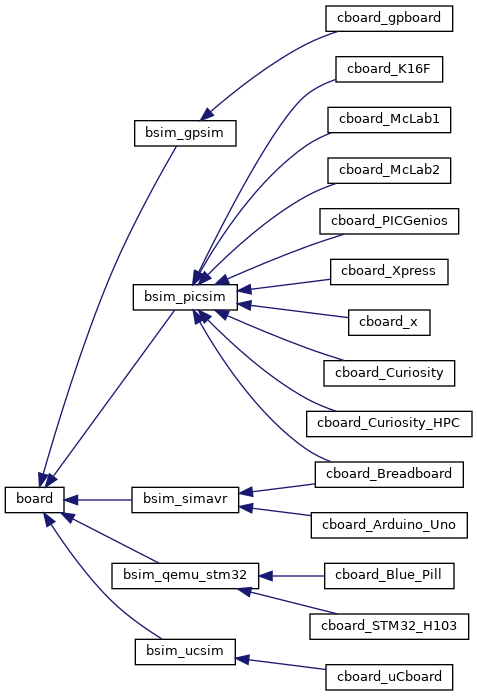 cboard_gpboard
cboard_K16F
cboard_McLab1
bsim_gpsim
cboard_McLab2
cboard_PICGenios
cboard_Xpress
bsim_picsim
cboard_x
cboard_Curiosity
cboard_Curiosity_HPC
cboard_Breadboard
board
bsim_simavr
cboard_Arduino_Uno
bsim_qemu_stm32
cboard_Blue_Pill
cboard_STM32_H103
bsim_ucsim
cboard_uCboard